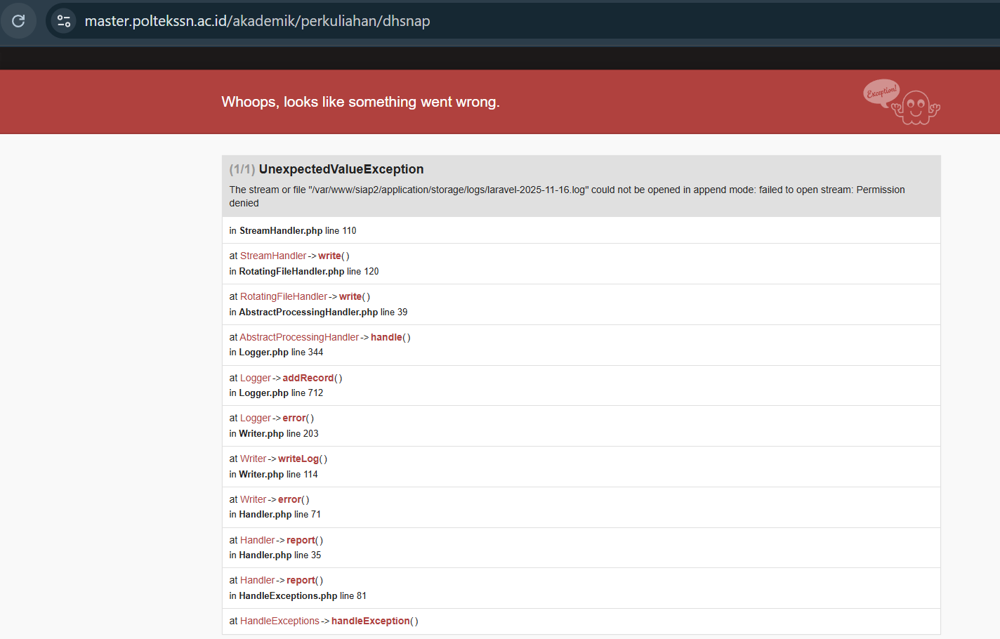 master.poltekssn.ac.id/akademik/perkuliahan/dhsnap
Whoops, looks like something went wrong.
Exception!
(1/1) UnexpectedValueException
The stream or file "/var/www/siap2/application/storage/logs/laravel-2025-11-16.log" could not be opened in append mode: failed to open stream: Permission
denied
in StreamHandler.php line 110
at StreamHandler->write()
in RotatingFileHandler.php line 120
at RotatingFileHandler->write()
in AbstractProcessingHandler.php line 39
at AbstractProcessingHandler->handle()
in Logger.php line 344
at Logger->addRecord()
in Logger.php line 712
at Logger->error()
in Writer.php line 203
at Writer->writeLog()
in Writer.php line 114
at Writer->error()
in Handler.php line 71
at Handler->report()
in Handler.php line 35
at Handler->report()
in HandleExceptions.php line 81
at HandleExceptions->handleException()